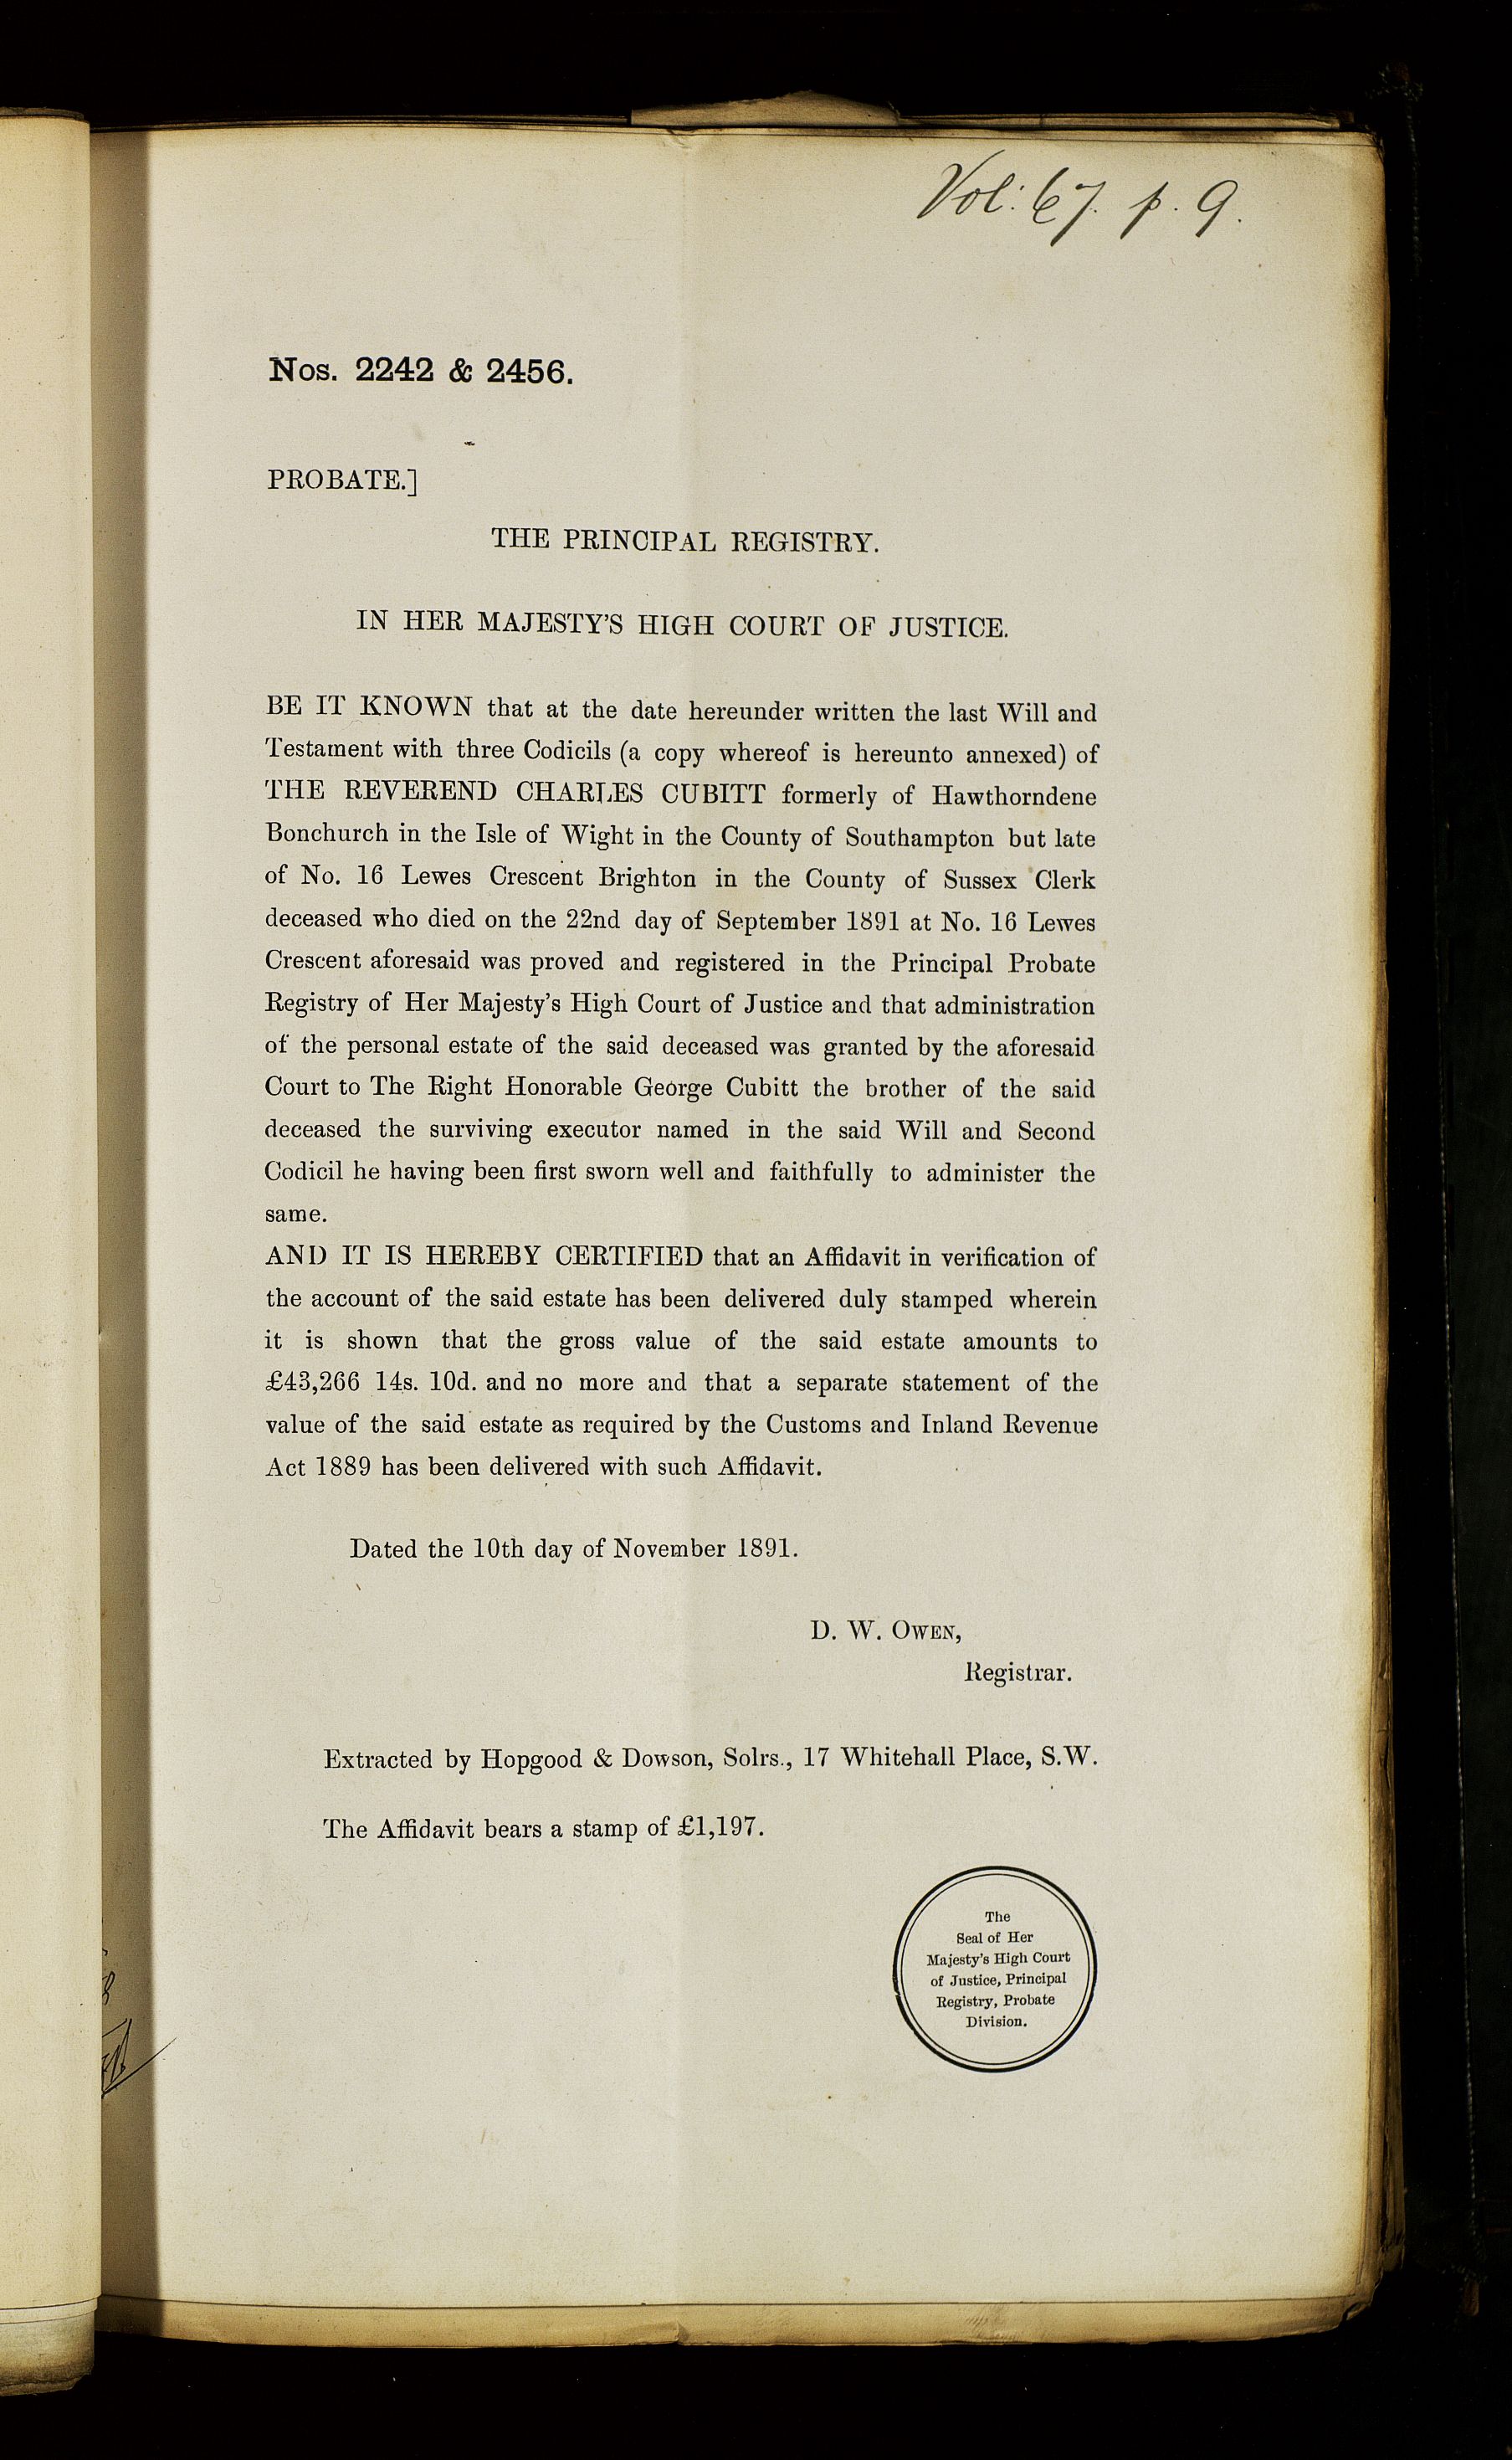 Vol: 67. p. 9.
Nos. 2242 & 2456.
PROBATE.]
THE PRINCIPAL REGISTRY.
IN HER MAJESTY'S HIGH COURT OF JUSTICE.
BE IT KNOWN that at the date hereunder written the last Will and
Testament with three Codicils (a copy whereof is hereunto annexed) of
THE REVEREND CHARLES CUBITT formerly of Hawthorndene
Bonchurch in the Isle of Wight in the County of Southampton but late
of No. 16 Lewes Crescent Brighton in the County of Sussex Clerk
deceased who died on the 22nd day of September 1891 at No. 16 Lewes
Crescent aforesaid was proved and registered in the Principal Probate
Registry of Her Majesty's High Court of Justice and that administration
of the personal estate of the said deceased was granted by the aforesaid
Court to The Right Honorable George Cubitt the brother of the said
deceased the surviving executor named in the said Will and Second
Codicil he having been first sworn well and faithfully to administer the
same.
AND IT IS HEREBY CERTIFIED that an Affidavit in verification of
the account of the said estate has been delivered duly stamped wherein
it is shown that the gross value of the said estate amounts to
£43,266 14s. 10d. and no more and that a separate statement of the
value of the said estate as required by the Customs and Inland Revenue
Act 1889 has been delivered with such Affidavit.
Dated the 10th day of November 1891.
D. W. OWEN,
Registrar.
Extracted by Hopgood & Dowson, Solrs., 17 Whitehall Place, S.W.
The Affidavit bears a stamp of £1,197.
The
Seal of Her
Majesty's High Court
of Justice, Principal
Registry, Probate
Division.